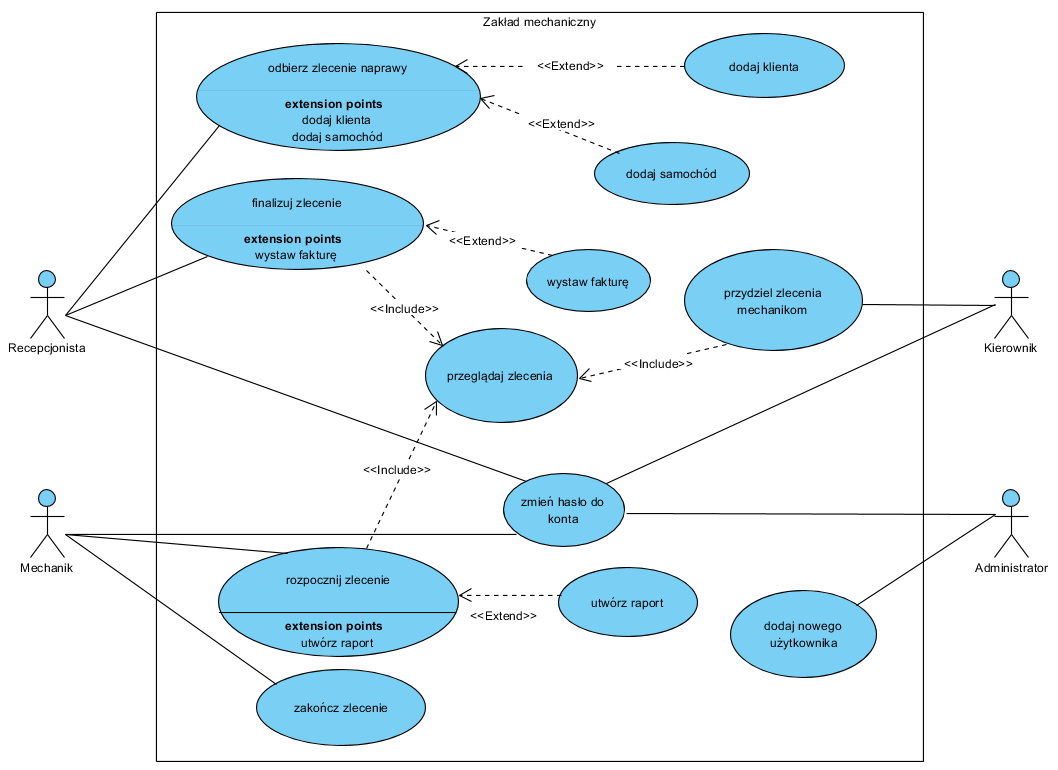 Zakład mechaniczny
odbierz zlecenie naprawy
extension points
dodaj klienta
dodaj samochód
<<Extend>>
dodaj klienta
<<Extend>>
dodaj samochód
finalizuj zlecenie
extension points
wystaw fakturę
<<Extend>>
wystaw fakturę
przydziel zlecenia
mechanikom
<<Include>>
Recepcjonista
Kierownik
przeglądaj zlecenia
<<Include>>
<<Include>>
zmień hasło do
konta
Mechanik
Administrator
rozpocznij zlecenie
extension points
utwórz raport
<<Extend>>
utwórz raport
dodaj nowego
użytkownika
zakończ zlecenie